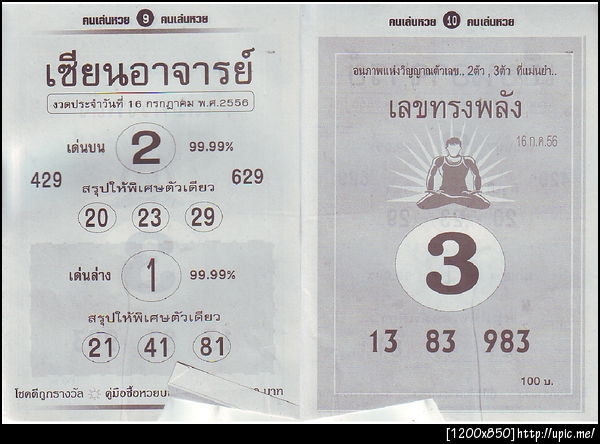 คนเล่นหวย 9 คนเล่นหวย
เซียนอาจารย์
งวดประจำวันที่ 16 กรกฎาคม พ.ศ.2556
เด่นบน 2 99.99%
429 629
สรุปให้พิเศษตัวเดียว
20 23 29
เด่นล่าง 1 99.99%
สรุปให้พิเศษตัวเดียว
21 41 81
โชคดีถูกรางวัล คู่มือซื้อหวย บาท
คนเล่นหวย 10 คนเล่นหวย
อนภาพแห่งวิญญาณตัวเลข.. 2ตัว , 3ตัว ที่แม่นยำ..
เลขทรงพลัง
16 ก.ค.56
3
13 83 983
100 บ.
[1200x850]http://upic.me/